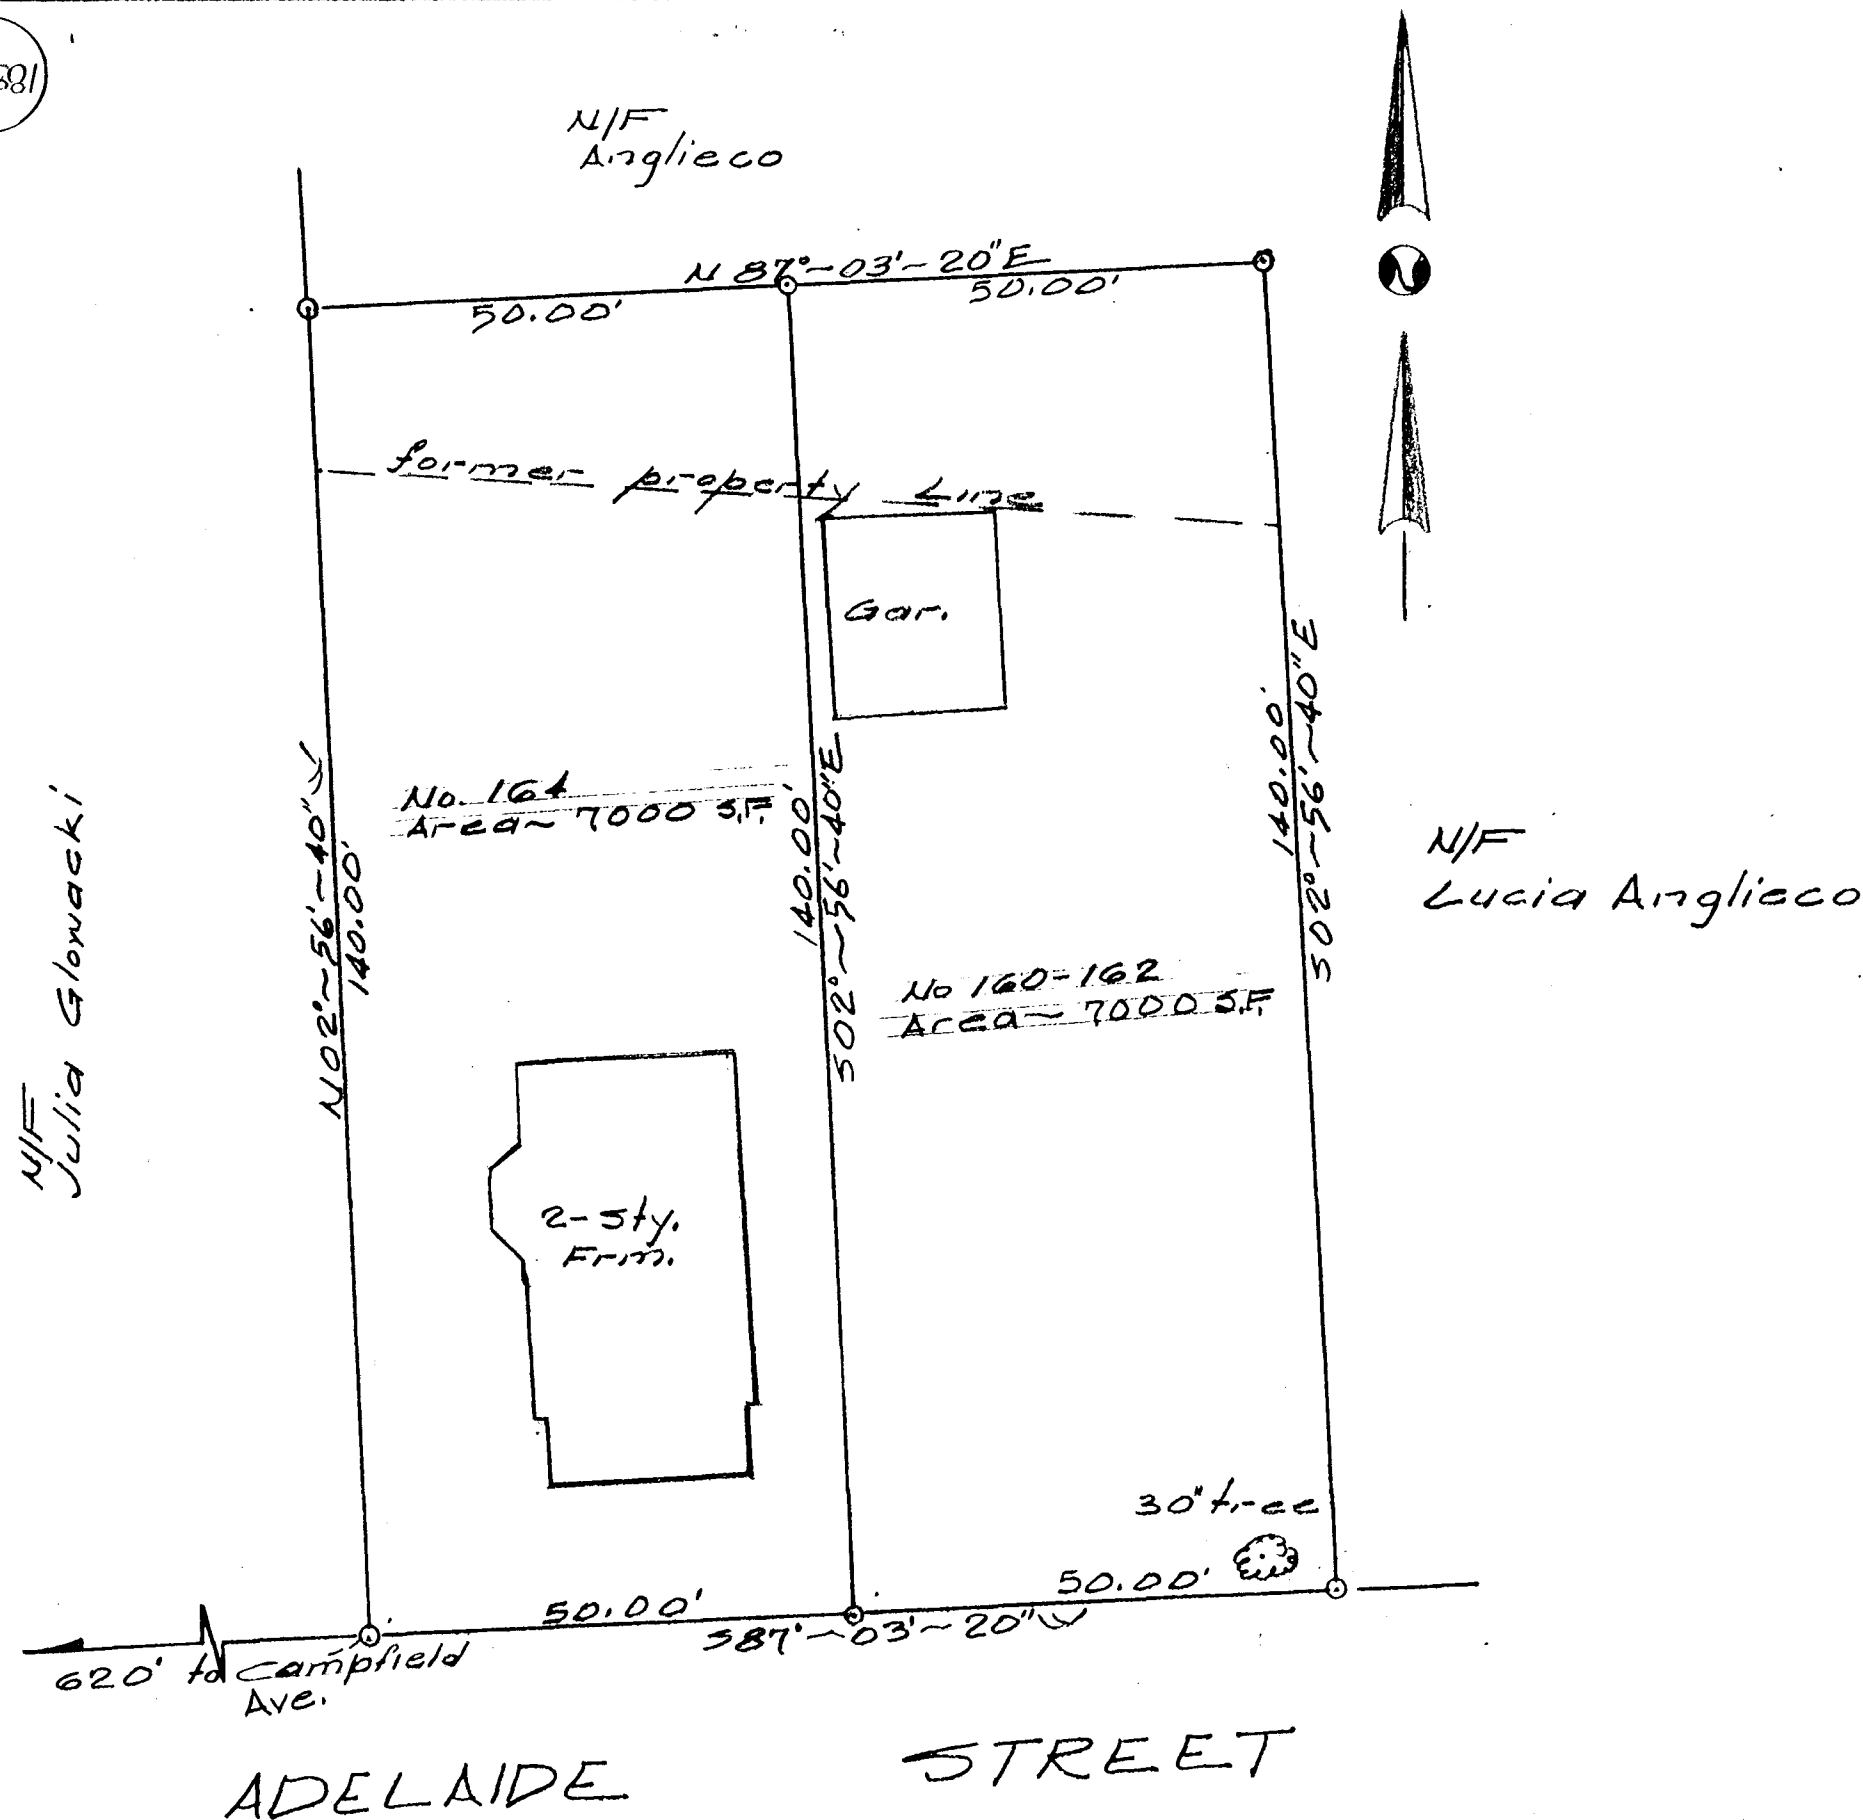 N/F
Anglieco
N 87°~03'~20"E
50.00'
50.00'
former property Line
Gar.
N02°~56'~40"W
140.00'
No. 164
Area~ 7000 S.F.
140.00'
S02°~56'~40"E
140.00'
S02°~56'~40"E
N/F
Julia Glowacki
N/F
Lucia Anglieco
No 160-162
Area~ 7000 S.F.
2-Sty.
Frm.
30" tree
50.00'
50.00'
S87°~03'~20"W
620' to Campfield
Ave.
ADELAIDE STREET